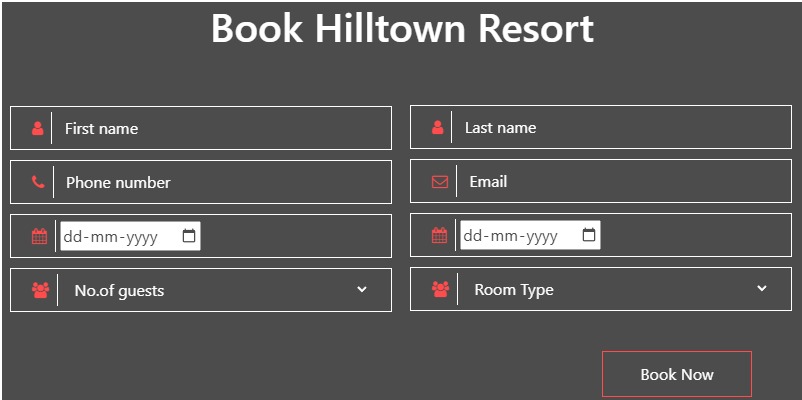 Book Hilltown Resort
First name
Last name
Phone number
Email
dd-mm-yyyy
dd-mm-yyyy
No.of guests
Room Type
Book Now